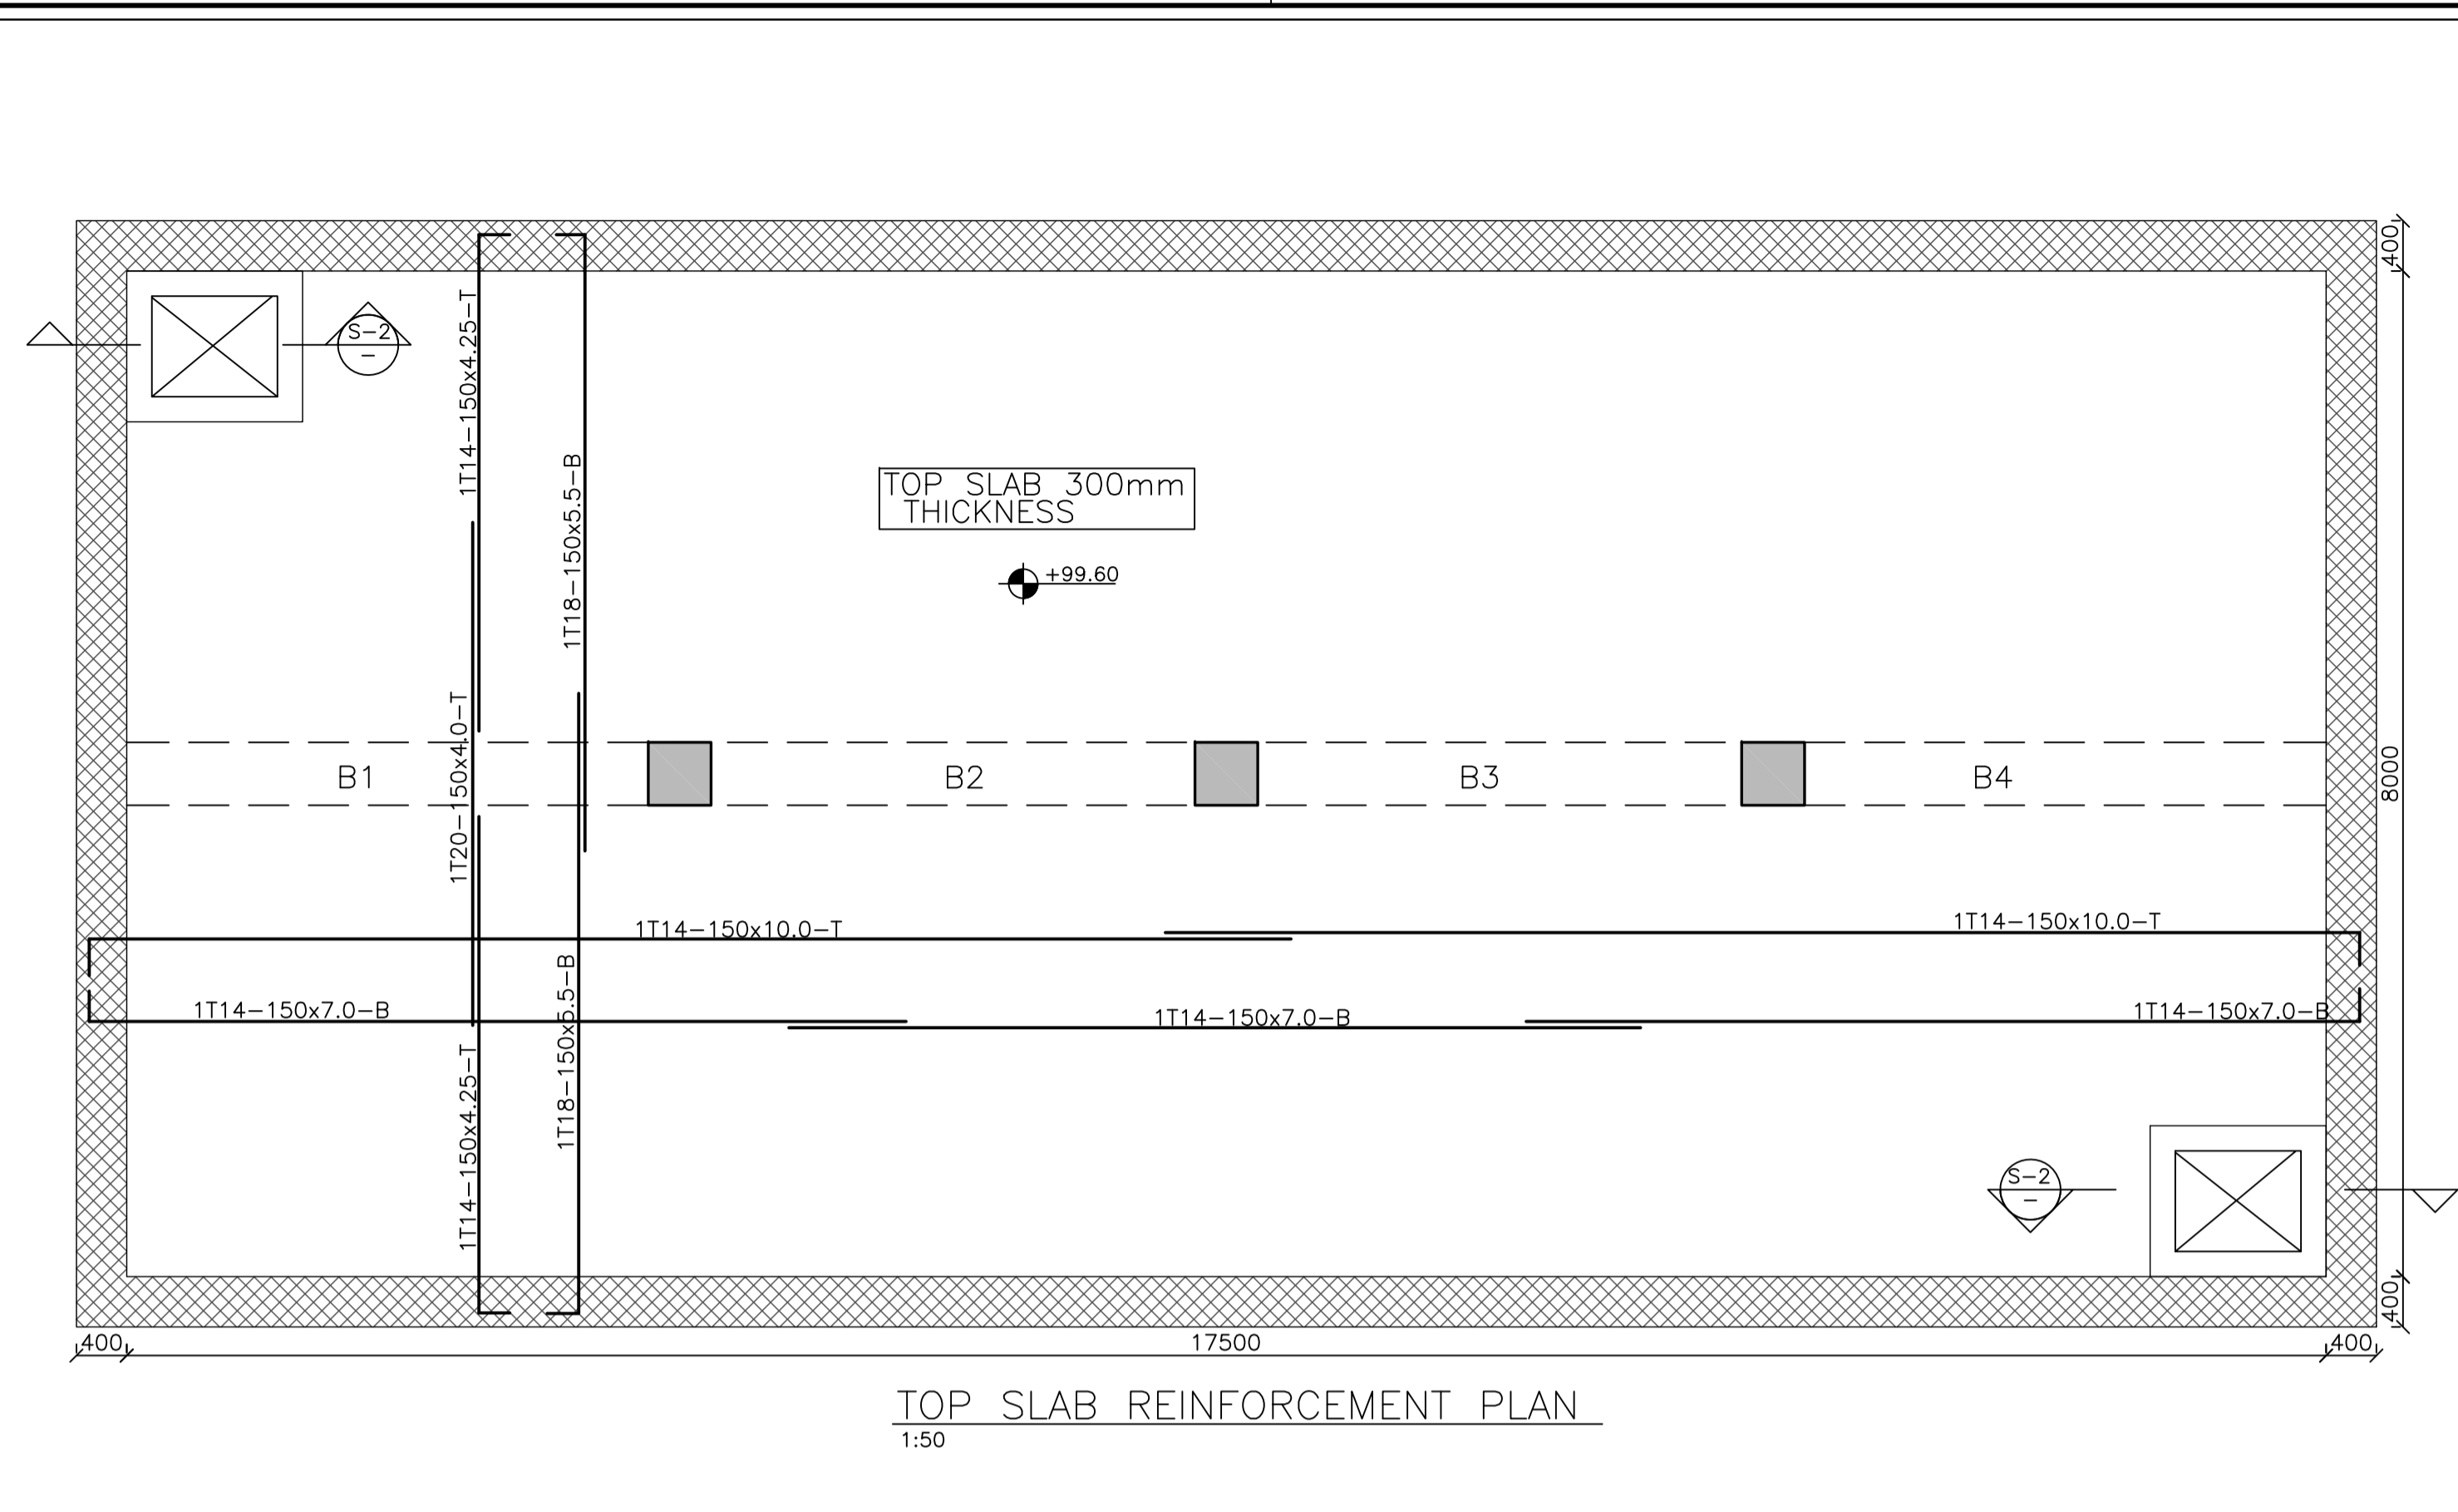 400
S-2
-
1T14-150x4.25-T
1T18-150x5.5-B
TOP SLAB 300mm
THICKNESS
+99.60
1T20-150x4.0-T
B1
B2
B3
B4
8000
1T14-150x10.0-T
1T14-150x10.0-T
1T14-150x7.0-B
1T14-150x7.0-B
1T14-150x7.0-B
1T18-150x5.5-B
1T14-150x4.25-T
S-2
-
400
400
17500
400
TOP SLAB REINFORCEMENT PLAN
1:50